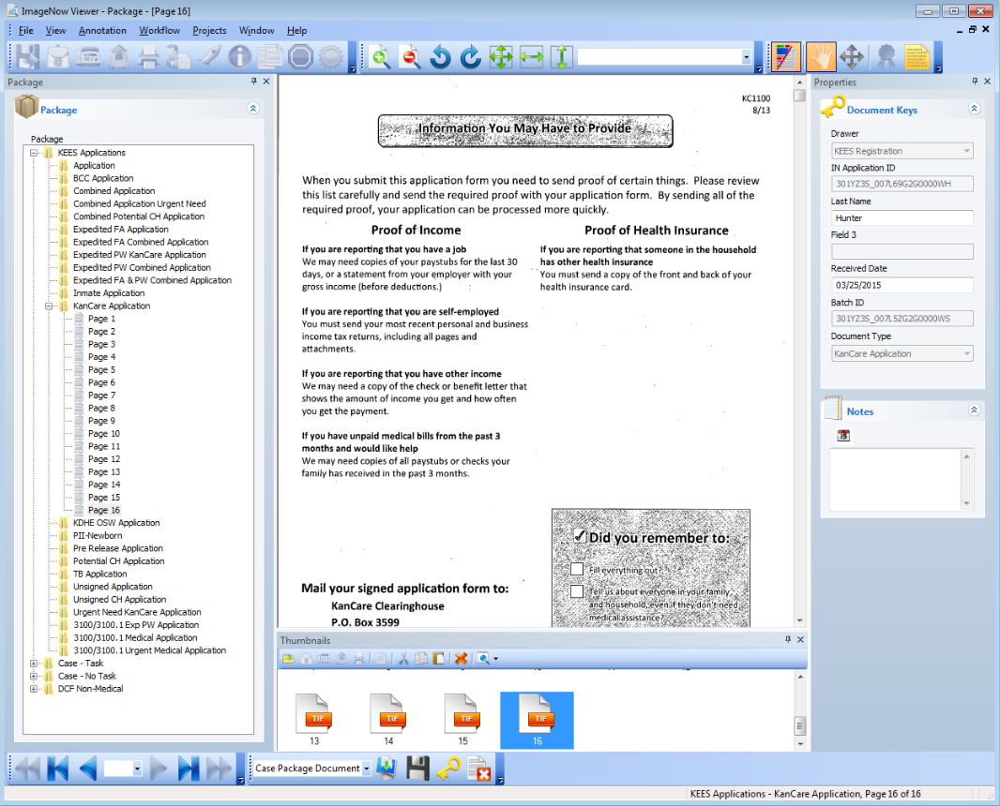 ImageNow Viewer - Package - [Page 16]
File View Annotation Workflow Projects Window Help
Package
Package
Package
KEES Applications
Application
BCC Application
Combined Application
Combined Application Urgent Need
Combined Potential CH Application
Expedited FA Application
Expedited FA Combined Application
Expedited PW KanCare Application
Expedited PW Combined Application
Expedited FA & PW Combined Application
Inmate Application
KanCare Application
Page 1
Page 2
Page 3
Page 4
Page 5
Page 6
Page 7
Page 8
Page 9
Page 10
Page 11
Page 12
Page 13
Page 14
Page 15
Page 16
KDHE OSW Application
PII-Newborn
Pre Release Application
Potential CH Application
TB Application
Unsigned Application
Unsigned CH Application
Urgent Need KanCare Application
3100/3100.1 Exp PW Application
3100/3100.1 Medical Application
3100/3100.1 Urgent Medical Application
Case - Task
Case - No Task
DCF Non-Medical
KC1100
8/13
Information You May Have to Provide
When you submit this application form you need to send proof of certain things. Please review
this list carefully and send the required proof with your application form. By sending all of the
required proof, your application can be processed more quickly.
Proof of Income
If you are reporting that you have a job
We may need copies of your paystubs for the last 30
days, or a statement from your employer with your
gross income (before deductions.)
If you are reporting that you are self-employed
You must send your most recent personal and business
income tax returns, including all pages and
attachments.
If you are reporting that you have other income
We may need a copy of the check or benefit letter that
shows the amount of income you get and how often
you get the payment.
If you have unpaid medical bills from the past 3
months and would like help
We may need copies of all paystubs or checks your
family has received in the past 3 months.
Mail your signed application form to:
KanCare Clearinghouse
P.O. Box 3599
Proof of Health Insurance
If you are reporting that someone in the household
has other health insurance
You must send a copy of the front and back of your
health insurance card.
Did you remember to:
Fill everything out?
Tell us about everyone in your family
and household, even if they don't need
medical assistance?
Thumbnails
TIF TIF TIF TIF
13 14 15 16
Properties
Document Keys
Drawer
KEES Registration
IN Application ID
301YZ3S_007L69G2G0000WH
Last Name
Hunter
Field 3
Received Date
03/25/2015
Batch ID
301YZ3S_007L5ZG2G0000WS
Document Type
KanCare Application
Notes
15
Case Package Document
KEES Applications - KanCare Application, Page 16 of 16